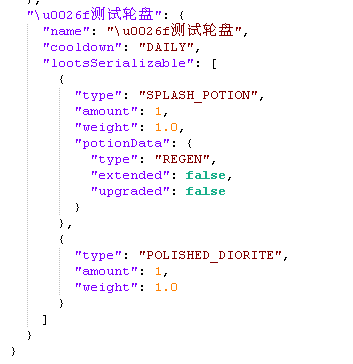 },
"\u0026f测试轮盘": {
"name": "\u0026f测试轮盘",
"cooldown": "DAILY",
"lootsSerializable": [
{
"type": "SPLASH_POTION",
"amount": 1,
"weight": 1.0,
"potionData": {
"type": "REGEN",
"extended": false,
"upgraded": false
}
},
{
"type": "POLISHED_DIORITE",
"amount": 1,
"weight": 1.0
}
]
}
}